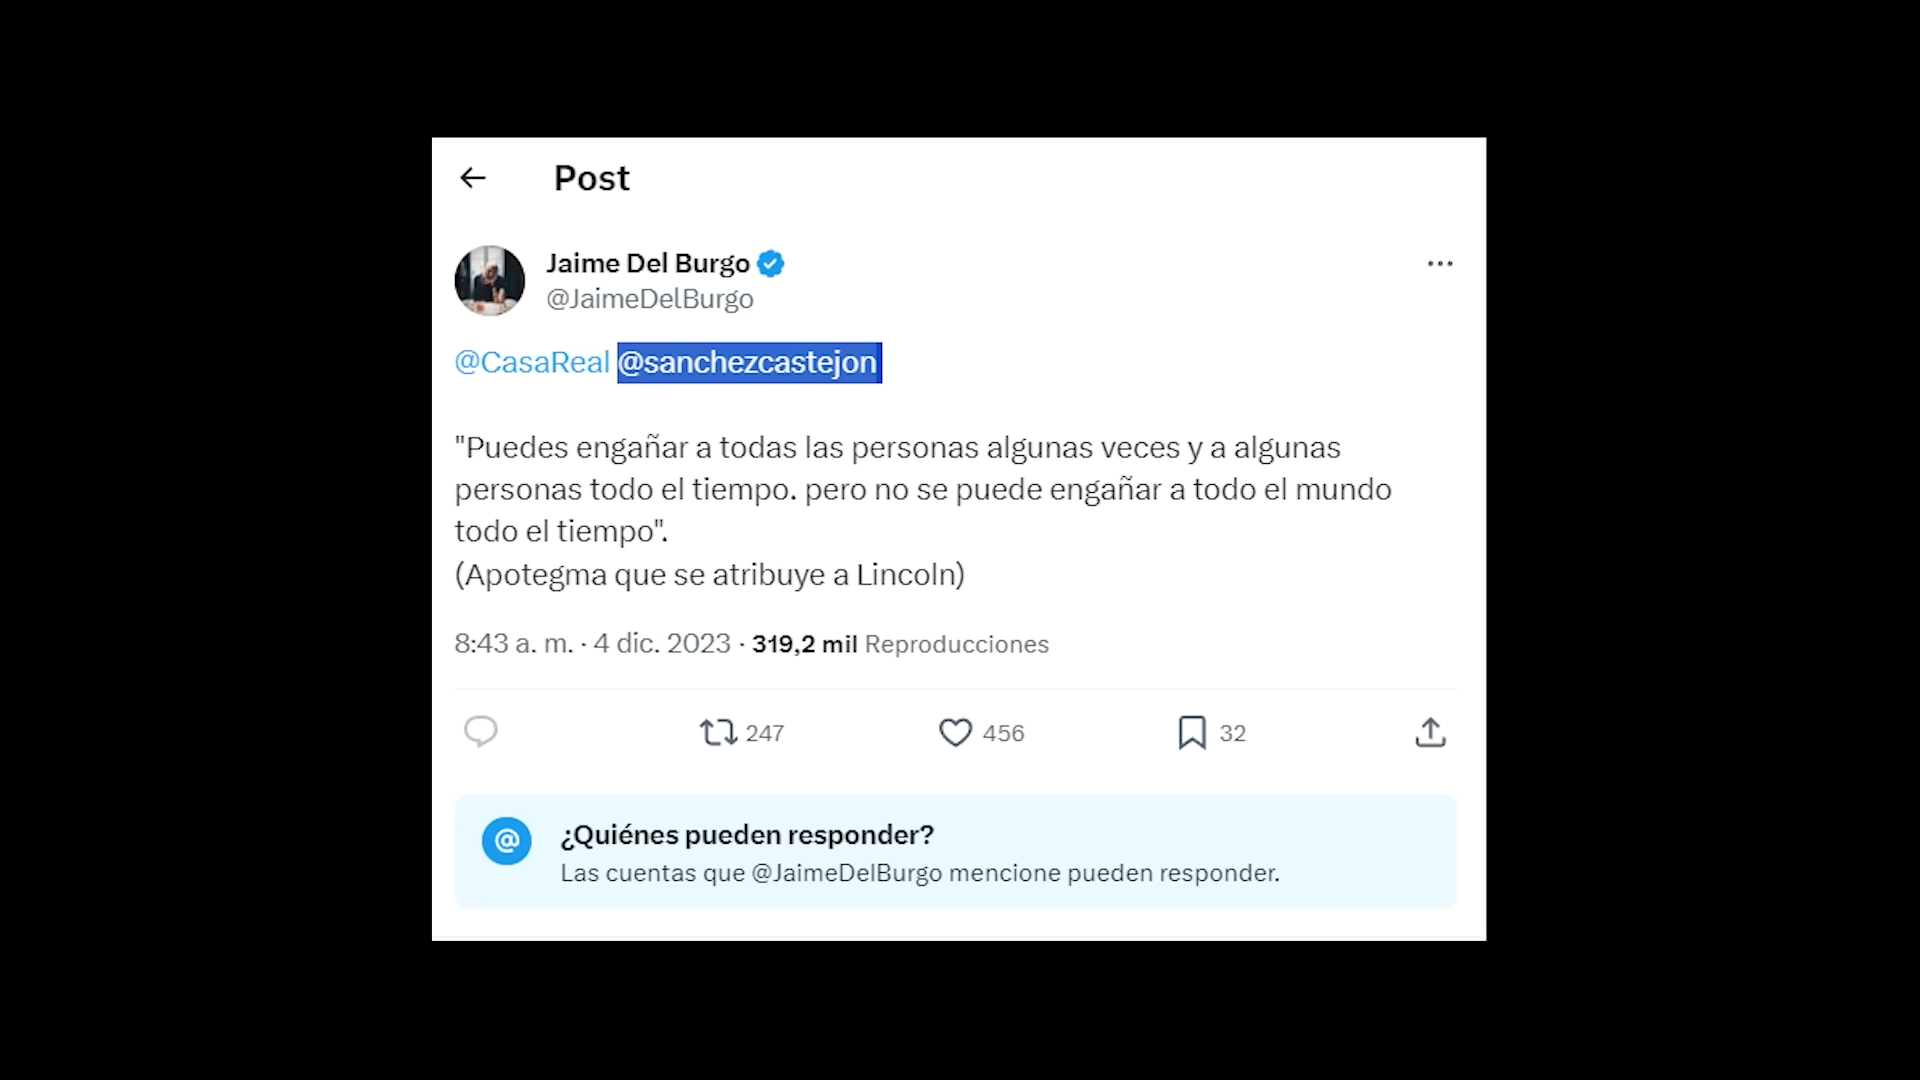 Post
Jaime Del Burgo
@JaimeDelBurgo
@CasaReal @sanchezcastejon
"Puedes engañar a todas las personas algunas veces y a algunas
personas todo el tiempo. pero no se puede engañar a todo el mundo
todo el tiempo".
(Apotegma que se atribuye a Lincoln)
8:43 a. m. · 4 dic. 2023 · 319,2 mil Reproducciones
247 456 32
¿Quiénes pueden responder?
Las cuentas que @JaimeDelBurgo mencione pueden responder.